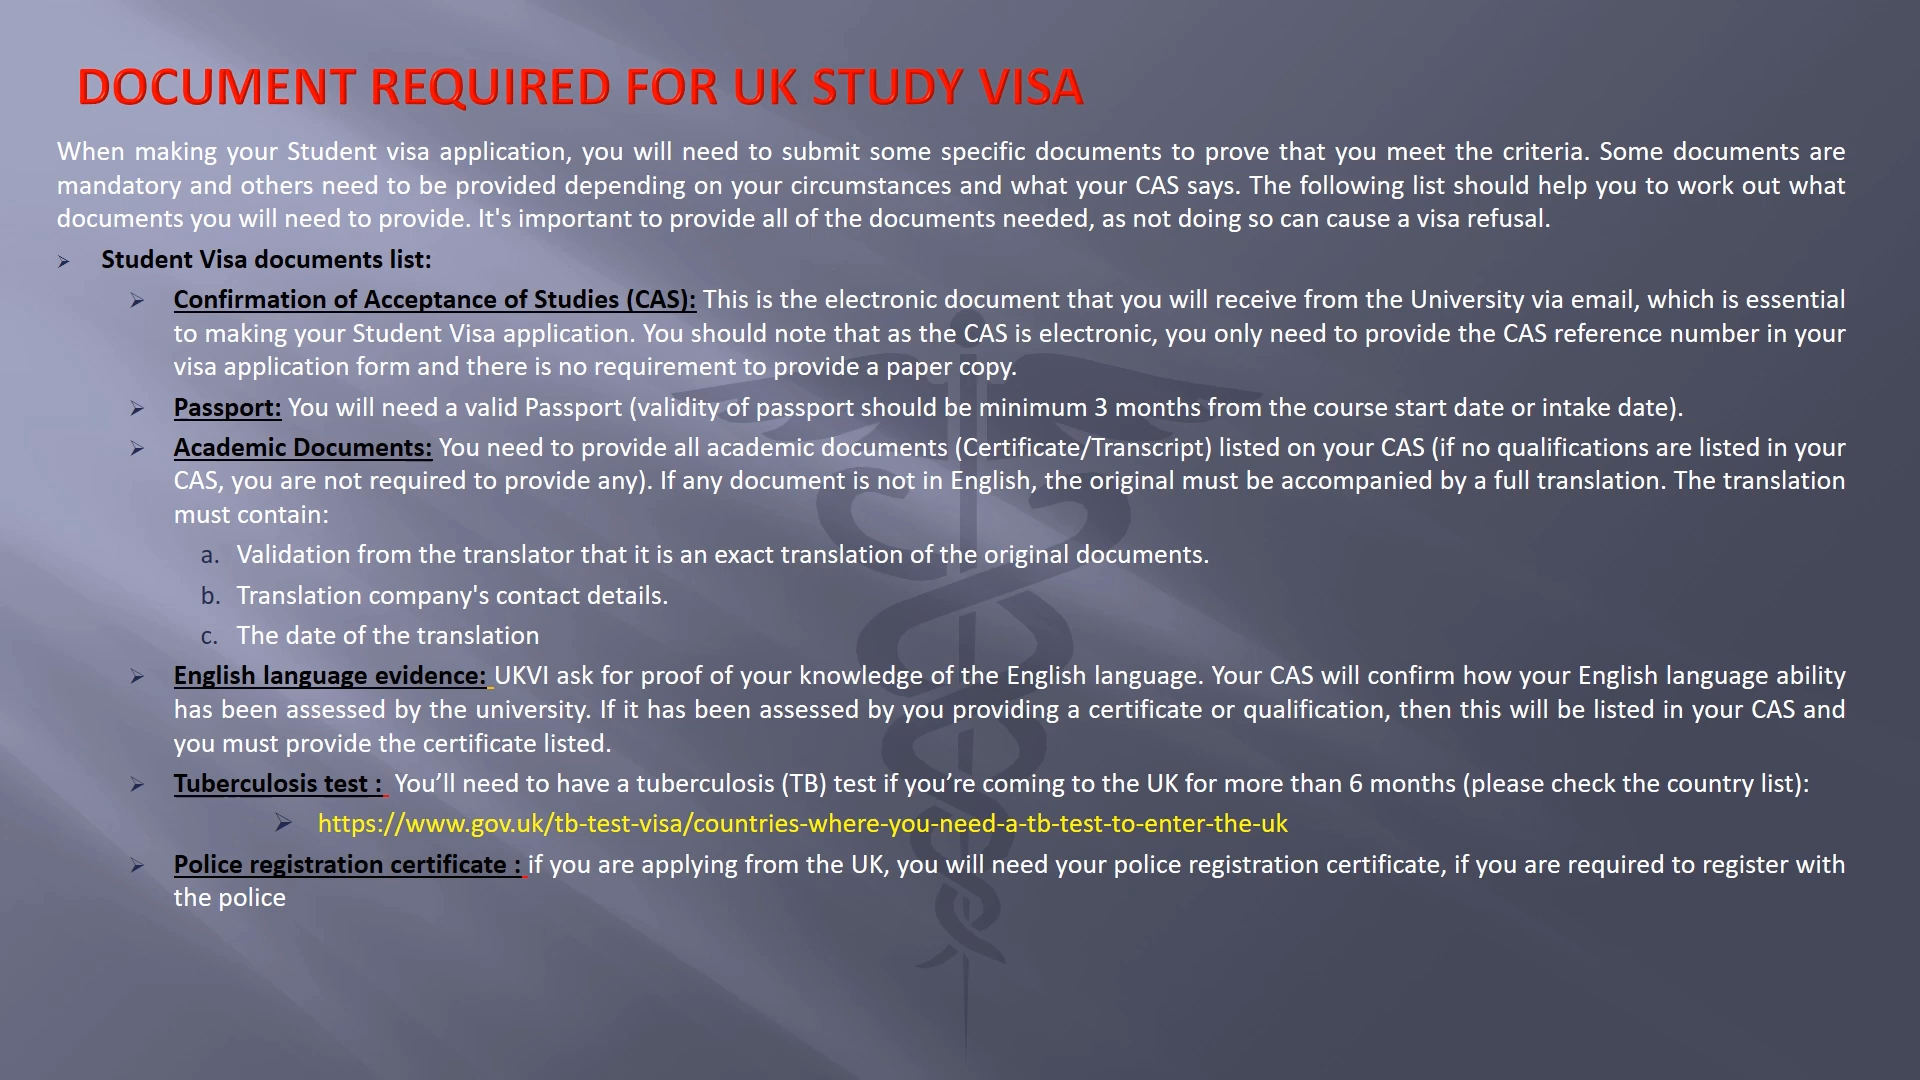 DOCUMENT REQUIRED FOR UK STUDY VISA
When making your Student visa application, you will need to submit some specific documents to prove that you meet the criteria. Some documents are
mandatory and others need to be provided depending on your circumstances and what your CAS says. The following list should help you to work out what
documents you will need to provide. It's important to provide all of the documents needed, as not doing so can cause a visa refusal.
Student Visa documents list:
Confirmation of Acceptance of Studies (CAS): This is the electronic document that you will receive from the University via email, which is essential
to making your Student Visa application. You should note that as the CAS is electronic, you only need to provide the CAS reference number in your
visa application form and there is no requirement to provide a paper copy.
Passport: You will need a valid Passport (validity of passport should be minimum 3 months from the course start date or intake date).
Academic Documents: You need to provide all academic documents (Certificate/Transcript) listed on your CAS (if no qualifications are listed in your
CAS, you are not required to provide any). If any document is not in English, the original must be accompanied by a full translation. The translation
must contain:
a. Validation from the translator that it is an exact translation of the original documents.
b. Translation company's contact details.
c. The date of the translation
English language evidence: UKVI ask for proof of your knowledge of the English language. Your CAS will confirm how your English language ability
has been assessed by the university. If it has been assessed by you providing a certificate or qualification, then this will be listed in your CAS and
you must provide the certificate listed.
Tuberculosis test : You’ll need to have a tuberculosis (TB) test if you’re coming to the UK for more than 6 months (please check the country list):
https://www.gov.uk/tb-test-visa/countries-where-you-need-a-tb-test-to-enter-the-uk
Police registration certificate : if you are applying from the UK, you will need your police registration certificate, if you are required to register with
the police